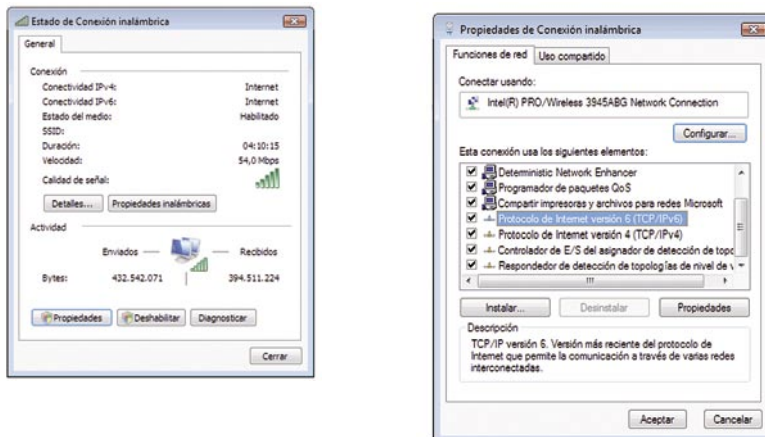 Estado de Conexión inalámbrica
General
Conexión
Conectividad IPv4: Internet
Conectividad IPv6: Internet
Estado del medio: Habilitado
SSID:
Duración: 04:10:15
Velocidad: 54,0 Mbps
Calidad de señal:
Detalles... Propiedades inalámbricas
Actividad
Enviados Recibidos
Bytes: 432.542.071 394.511.224
Propiedades Deshabilitar Diagnosticar
Cerrar
Propiedades de Conexión inalámbrica
Funciones de red Uso compartido
Conectar usando:
Intel(R) PRO/Wireless 3945ABG Network Connection
Configurar...
Esta conexión usa los siguientes elementos:
Deterministic Network Enhancer
Programador de paquetes QoS
Compartir impresoras y archivos para redes Microsoft
Protocolo de Internet versión 6 (TCP/IPv6)
Protocolo de Internet versión 4 (TCP/IPv4)
Controlador de E/S del asignador de detección de topo
Respondedor de detección de topologías de nivel de v
Instalar... Desinstalar Propiedades
Descripción
TCP/IP versión 6. Versión más reciente del protocolo de
Internet que permite la comunicación a través de varias redes
interconectadas.
Aceptar Cancelar